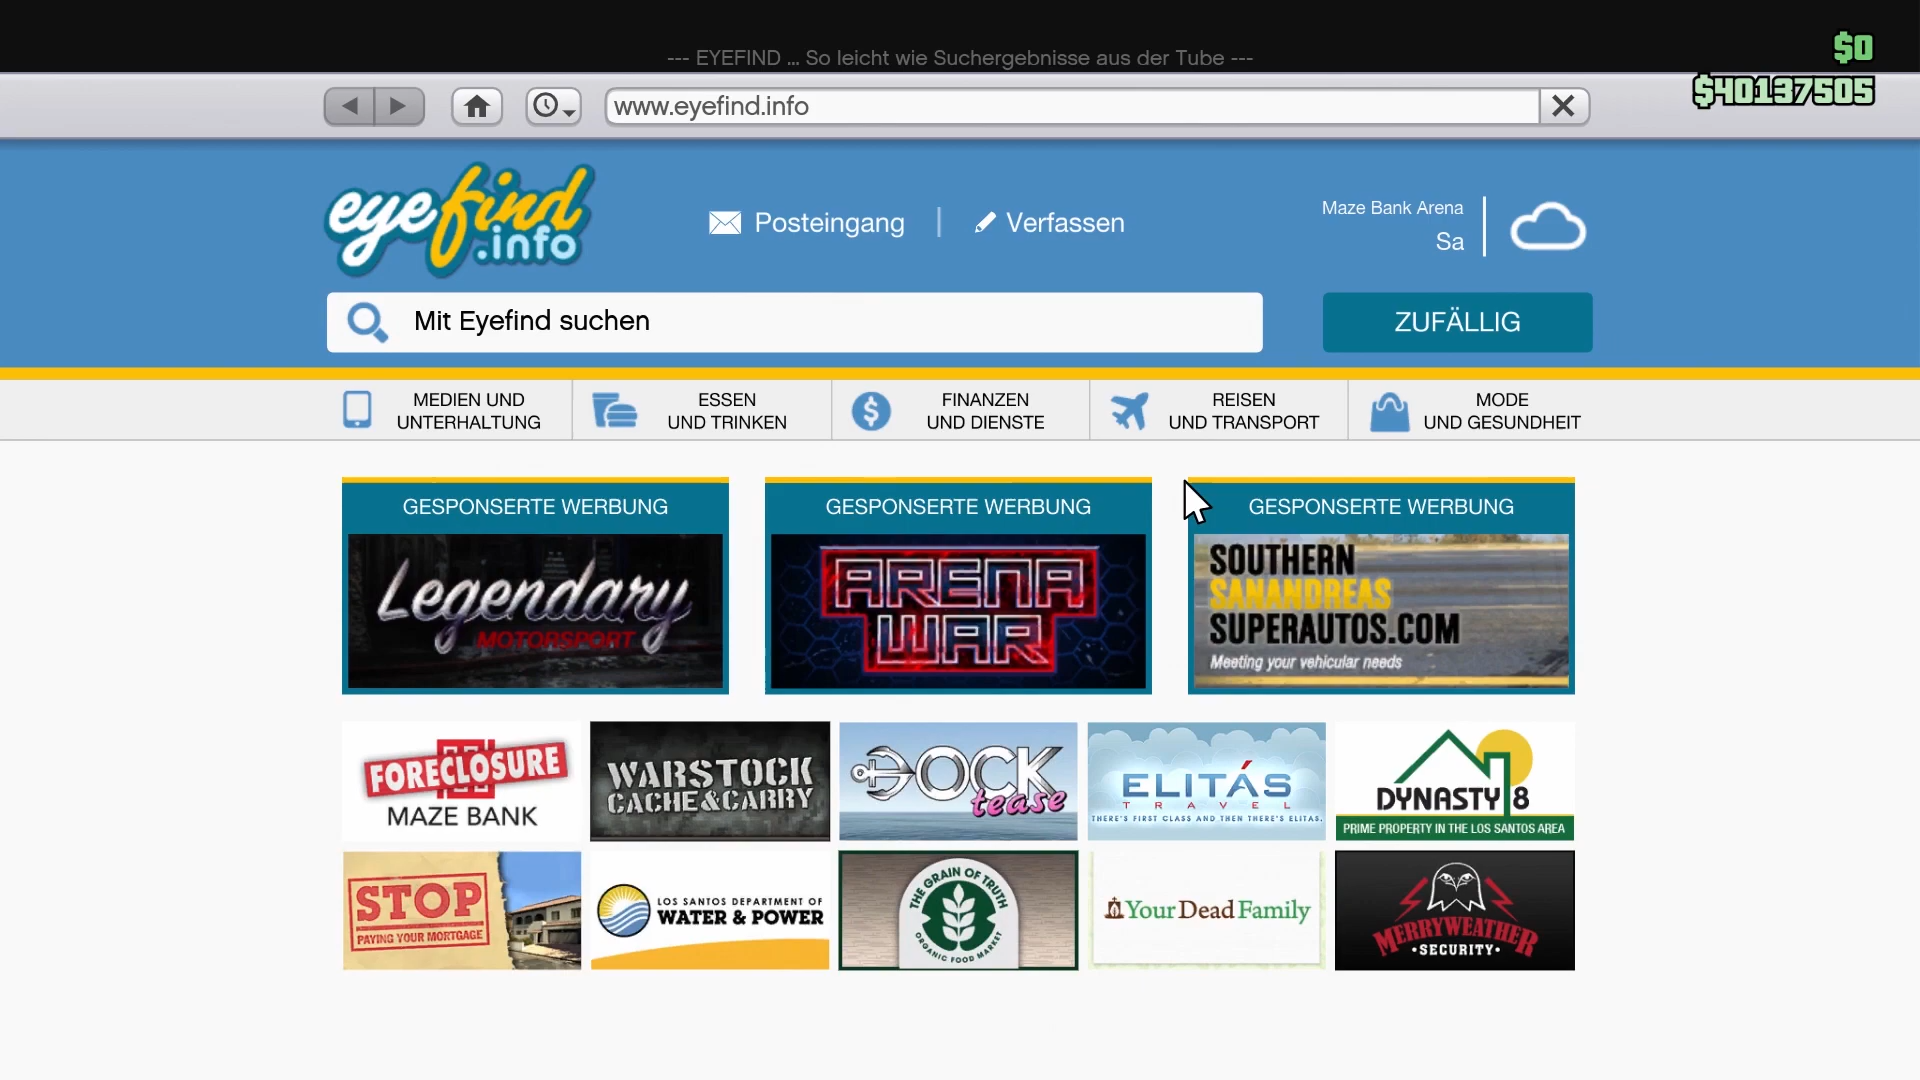 --- EYEFIND ... So leicht wie Suchergebnisse aus der Tube ---
$0
$40137505
www.eyefind.info
eyefind
.info
Posteingang
Verfassen
Maze Bank Arena
Sa
Mit Eyefind suchen
ZUFÄLLIG
MEDIEN UND
UNTERHALTUNG
ESSEN
UND TRINKEN
FINANZEN
UND DIENSTE
REISEN
UND TRANSPORT
MODE
UND GESUNDHEIT
GESPONSERTE WERBUNG
Legendary
MOTORSPORT
GESPONSERTE WERBUNG
ARENA
WAR
GESPONSERTE WERBUNG
SOUTHERN
SANANDREAS
SUPERAUTOS.COM
Meeting your vehicular needs
FORECLOSURE
MAZE BANK
WARSTOCK
CACHE&CARRY
DOCK
tease
ELITÁS
TRAVEL
THERE'S FIRST CLASS AND THEN THERE'S ELITAS.
DYNASTY 8
PRIME PROPERTY IN THE LOS SANTOS AREA
STOP
PAYING YOUR MORTGAGE
LOS SANTOS DEPARTMENT OF
WATER & POWER
THE GRAIN OF TRUTH
ORGANIC FOOD MARKET
YourDeadFamily
MERRYWEATHER
·SECURITY·